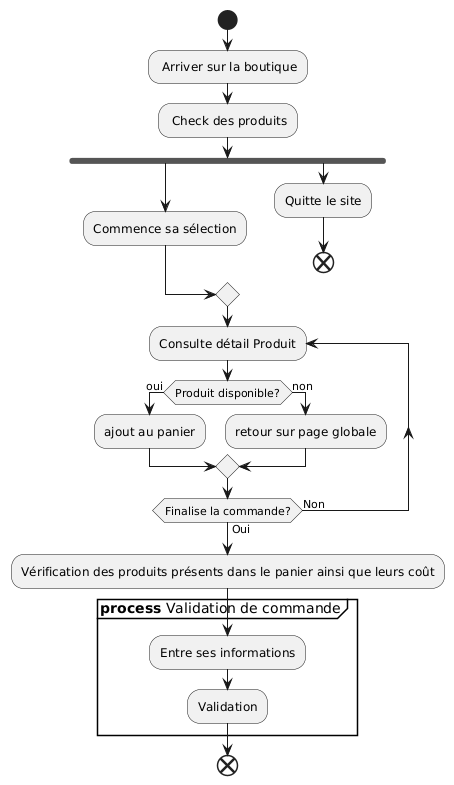 Arriver sur la boutique
Check des produits
Quitte le site
Commence sa sélection
Consulte détail Produit
oui
Produit disponible?
non
ajout au panier
retour sur page globale
Finalise la commande?
Non
Oui
Vérification des produits présents dans le panier ainsi que leurs coût
process Validation de commande
Entre ses informations
Validation